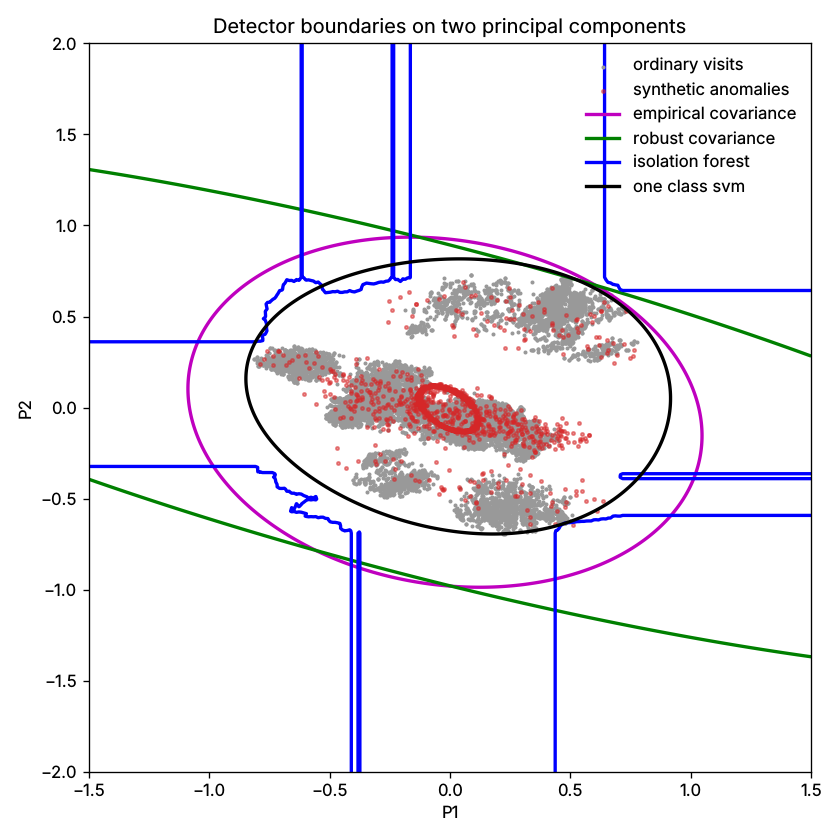 Detector boundaries on two principal components
ordinary visits
synthetic anomalies
empirical covariance
robust covariance
isolation forest
one class svm
2.0
1.5
1.0
0.5
0.0
−0.5
−1.0
−1.5
−2.0
P2
−1.5 −1.0 −0.5 0.0 0.5 1.0 1.5
P1